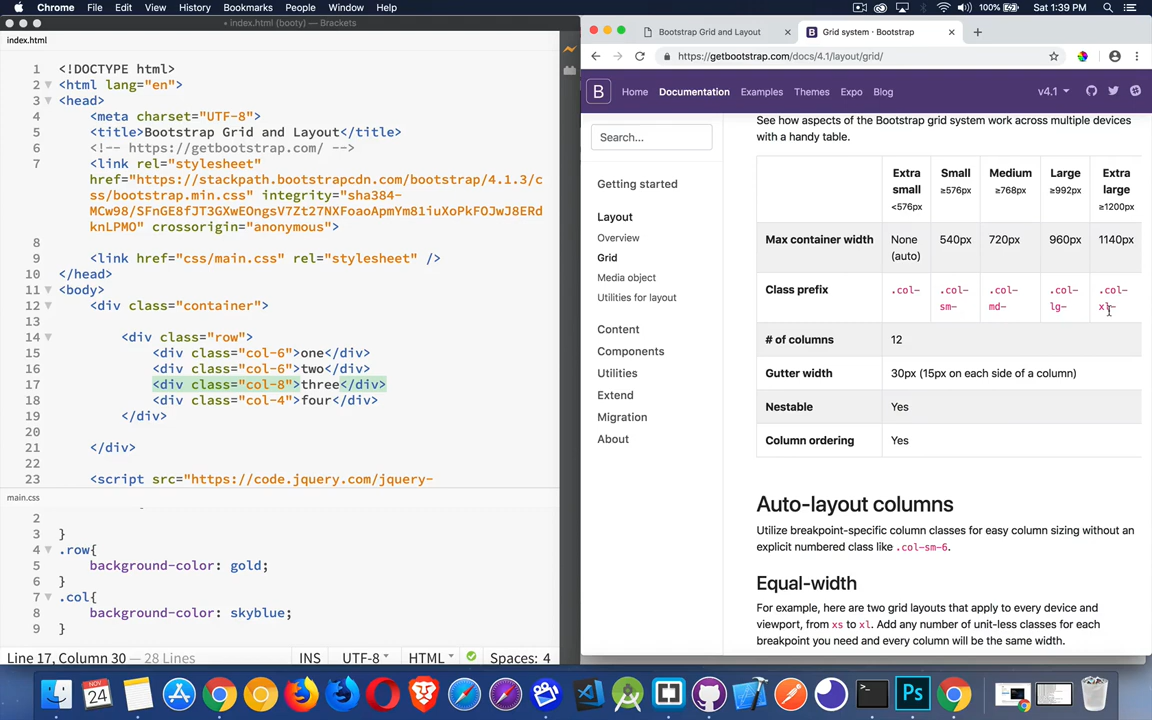 Chrome File Edit View History Bookmarks People Window Help 100% Sat 1:39 PM
• index.html (booty) — Brackets
index.html
1 <!DOCTYPE html>
2 <html lang="en">
3 <head>
4 <meta charset="UTF-8">
5 <title>Bootstrap Grid and Layout</title>
6 <!-- https://getbootstrap.com/ -->
7 <link rel="stylesheet"
href="https://stackpath.bootstrapcdn.com/bootstrap/4.1.3/c
ss/bootstrap.min.css" integrity="sha384-
MCw98/SFnGE8fJT3GXwEOngsV7Zt27NXFoaoApmYm81iuXoPkFOJwJ8ERd
knLPMO" crossorigin="anonymous">
8
9 <link href="css/main.css" rel="stylesheet" />
10 </head>
11 <body>
12 <div class="container">
13
14 <div class="row">
15 <div class="col-6">one</div>
16 <div class="col-6">two</div>
17 <div class="col-8">three</div>
18 <div class="col-4">four</div>
19 </div>
20
21 </div>
22
23 <script src="https://code.jquery.com/jquery-
main.css
2
3 }
4 .row{
5 background-color: gold;
6 }
7 .col{
8 background-color: skyblue;
9 }
Line 17, Column 30 — 28 Lines INS UTF-8 HTML Spaces: 4
Bootstrap Grid and Layout
Grid system · Bootstrap
https://getbootstrap.com/docs/4.1/layout/grid/
B Home Documentation Examples Themes Expo Blog v4.1
Search...
Getting started
Layout
Overview
Grid
Media object
Utilities for layout
Content
Components
Utilities
Extend
Migration
About
See how aspects of the Bootstrap grid system work across multiple devices
with a handy table.
Extra small <576px
Small ≥576px
Medium ≥768px
Large ≥992px
Extra large ≥1200px
Max container width None (auto) 540px 720px 960px 1140px
Class prefix .col- .col-sm- .col-md- .col-lg- .col-xl-
# of columns 12
Gutter width 30px (15px on each side of a column)
Nestable Yes
Column ordering Yes
Auto-layout columns
Utilize breakpoint-specific column classes for easy column sizing without an
explicit numbered class like .col-sm-6.
Equal-width
For example, here are two grid layouts that apply to every device and
viewport, from xs to xl. Add any number of unit-less classes for each
breakpoint you need and every column will be the same width.
NOV
24
Ps